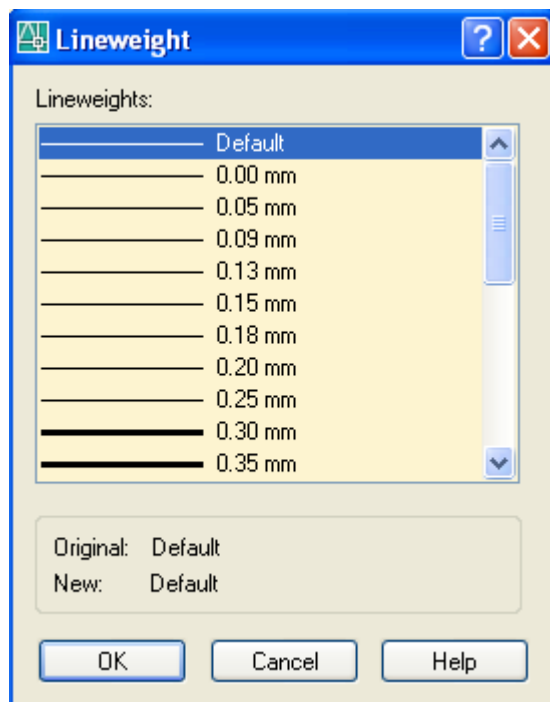 Lineweight
Lineweights:
Default
0.00 mm
0.05 mm
0.09 mm
0.13 mm
0.15 mm
0.18 mm
0.20 mm
0.25 mm
0.30 mm
0.35 mm
Original: Default
New: Default
OK Cancel Help